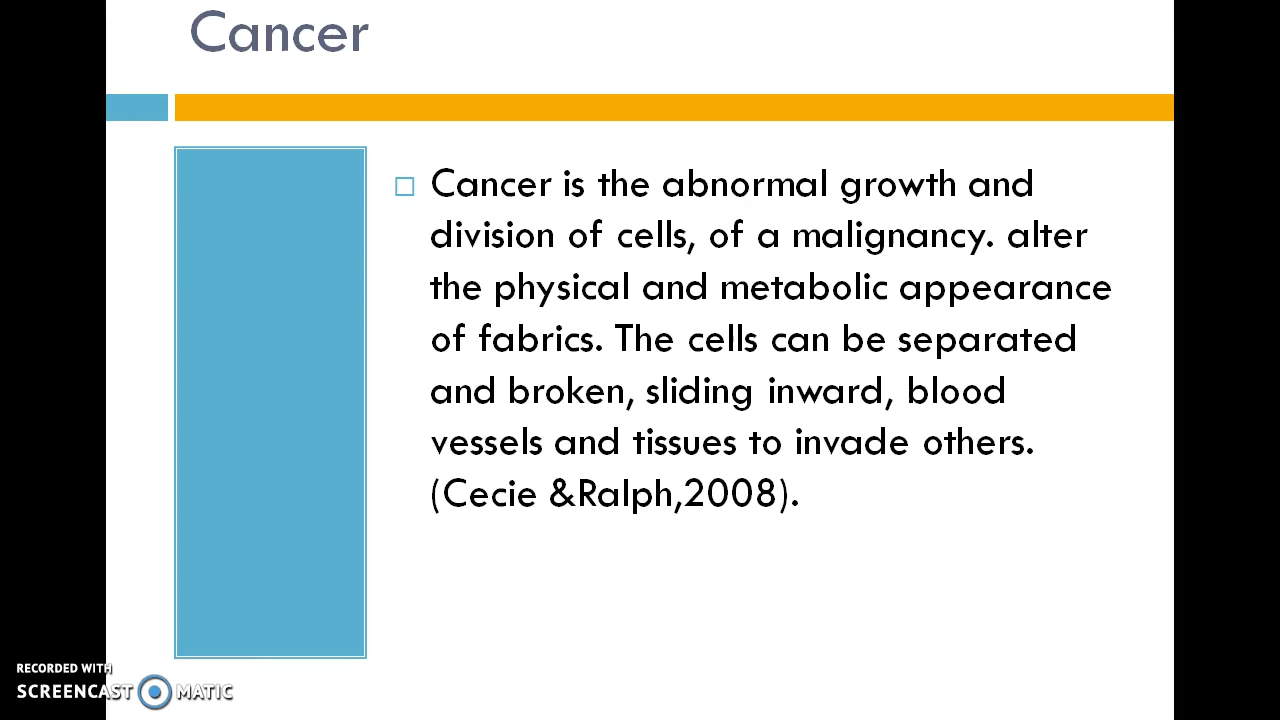 Cancer
Cancer is the abnormal growth and
division of cells, of a malignancy. alter
the physical and metabolic appearance
of fabrics. The cells can be separated
and broken, sliding inward, blood
vessels and tissues to invade others.
(Cecie &Ralph,2008).
RECORDED WITH
SCREENCAST MATIC